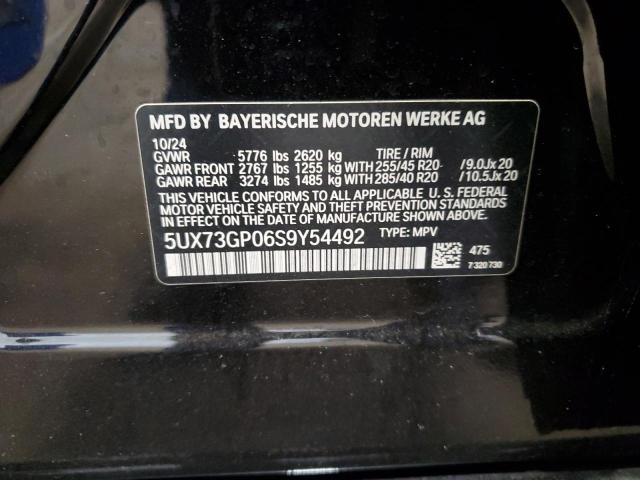 MFD BY BAYERISCHE MOTOREN WERKE AG
10/24
GVWR 5776 lbs 2620 kg TIRE / RIM
GAWR FRONT 2767 lbs 1255 kg WITH 255/45 R20 /9.0Jx20
GAWR REAR 3274 lbs 1485 kg WITH 285/40 R20 /10.5Jx20
THIS VEHICLE CONFORMS TO ALL APPLICABLE U. S. FEDERAL
MOTOR VEHICLE SAFETY AND THEFT PREVENTION STANDARDS
IN EFFECT ON THE DATE OF MANUFACTURE SHOWN ABOVE.
5UX73GP06S9Y54492 TYPE: MPV
475
7 320 730